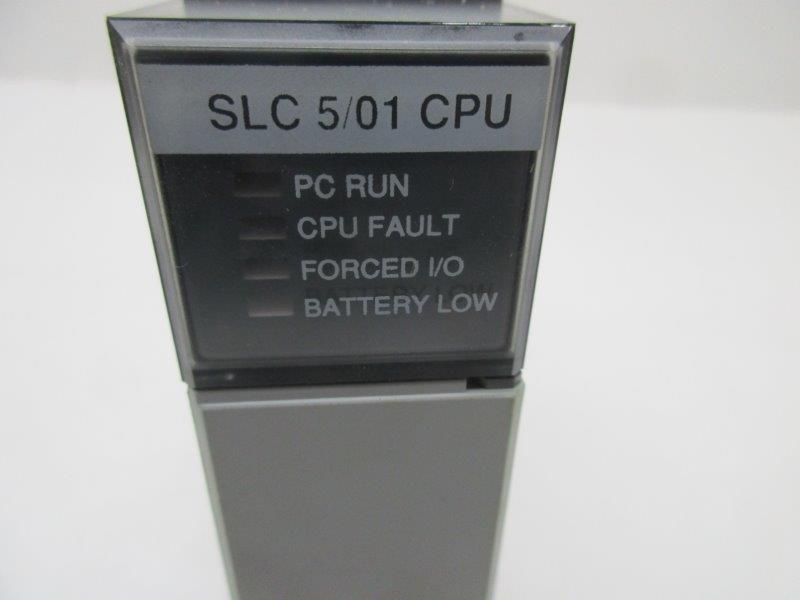 SLC 5/01 CPU
PC RUN
CPU FAULT
FORCED I/O
BATTERY LOW